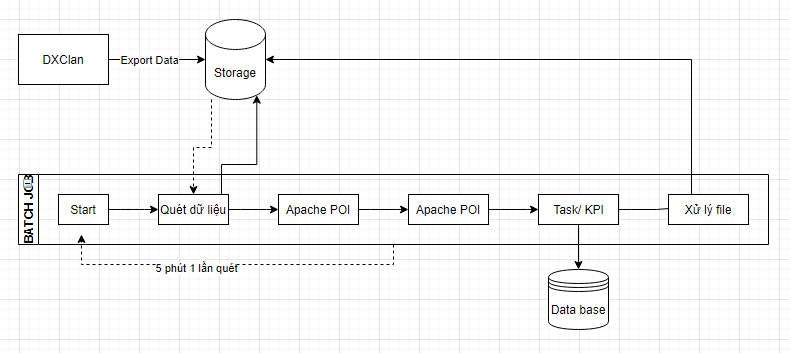 DXClan
Export Data
Storage
BATCH JOB
Start
Quét dữ liệu
Apache POI
Apache POI
Task/ KPI
Xử lý file
5 phút 1 lần quét
Data base